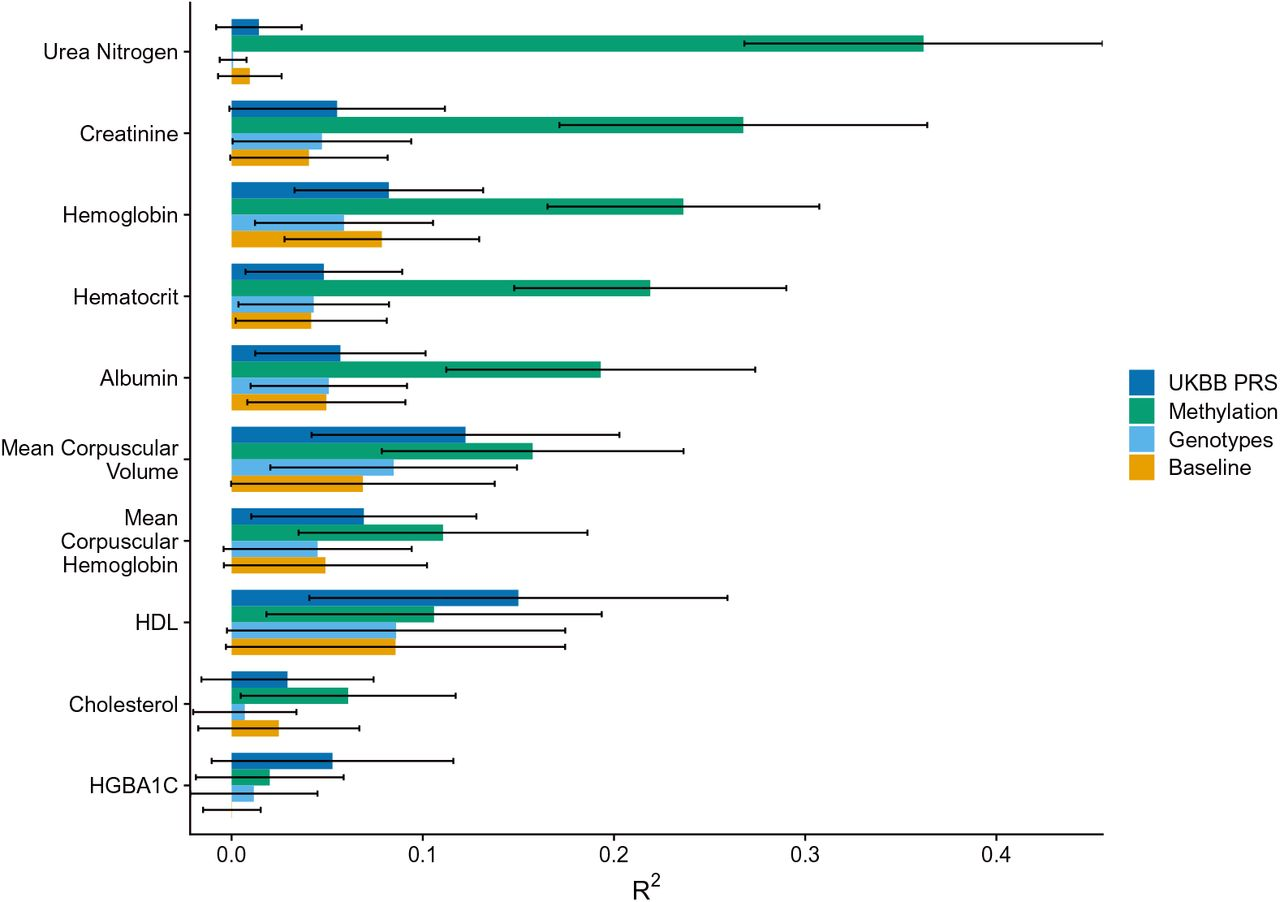 Urea Nitrogen
Creatinine
Hemoglobin
Hematocrit
Albumin
Mean Corpuscular
Volume
Mean
Corpuscular
Hemoglobin
HDL
Cholesterol
HGBA1C
0.0 0.1 0.2 0.3 0.4
R²
UKBB PRS
Methylation
Genotypes
Baseline